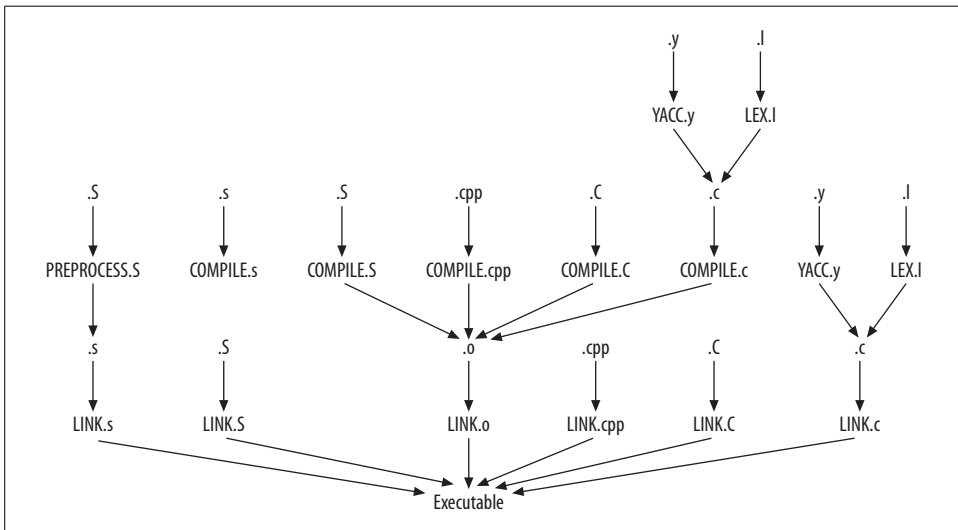 .y .l
YACC.y LEX.l
.S .s .S .cpp .C .c .y .l
PREPROCESS.S COMPILE.s COMPILE.S COMPILE.cpp COMPILE.C COMPILE.c YACC.y LEX.l
.s .S .o .cpp .C .c
LINK.s LINK.S LINK.o LINK.cpp LINK.C LINK.c
Executable